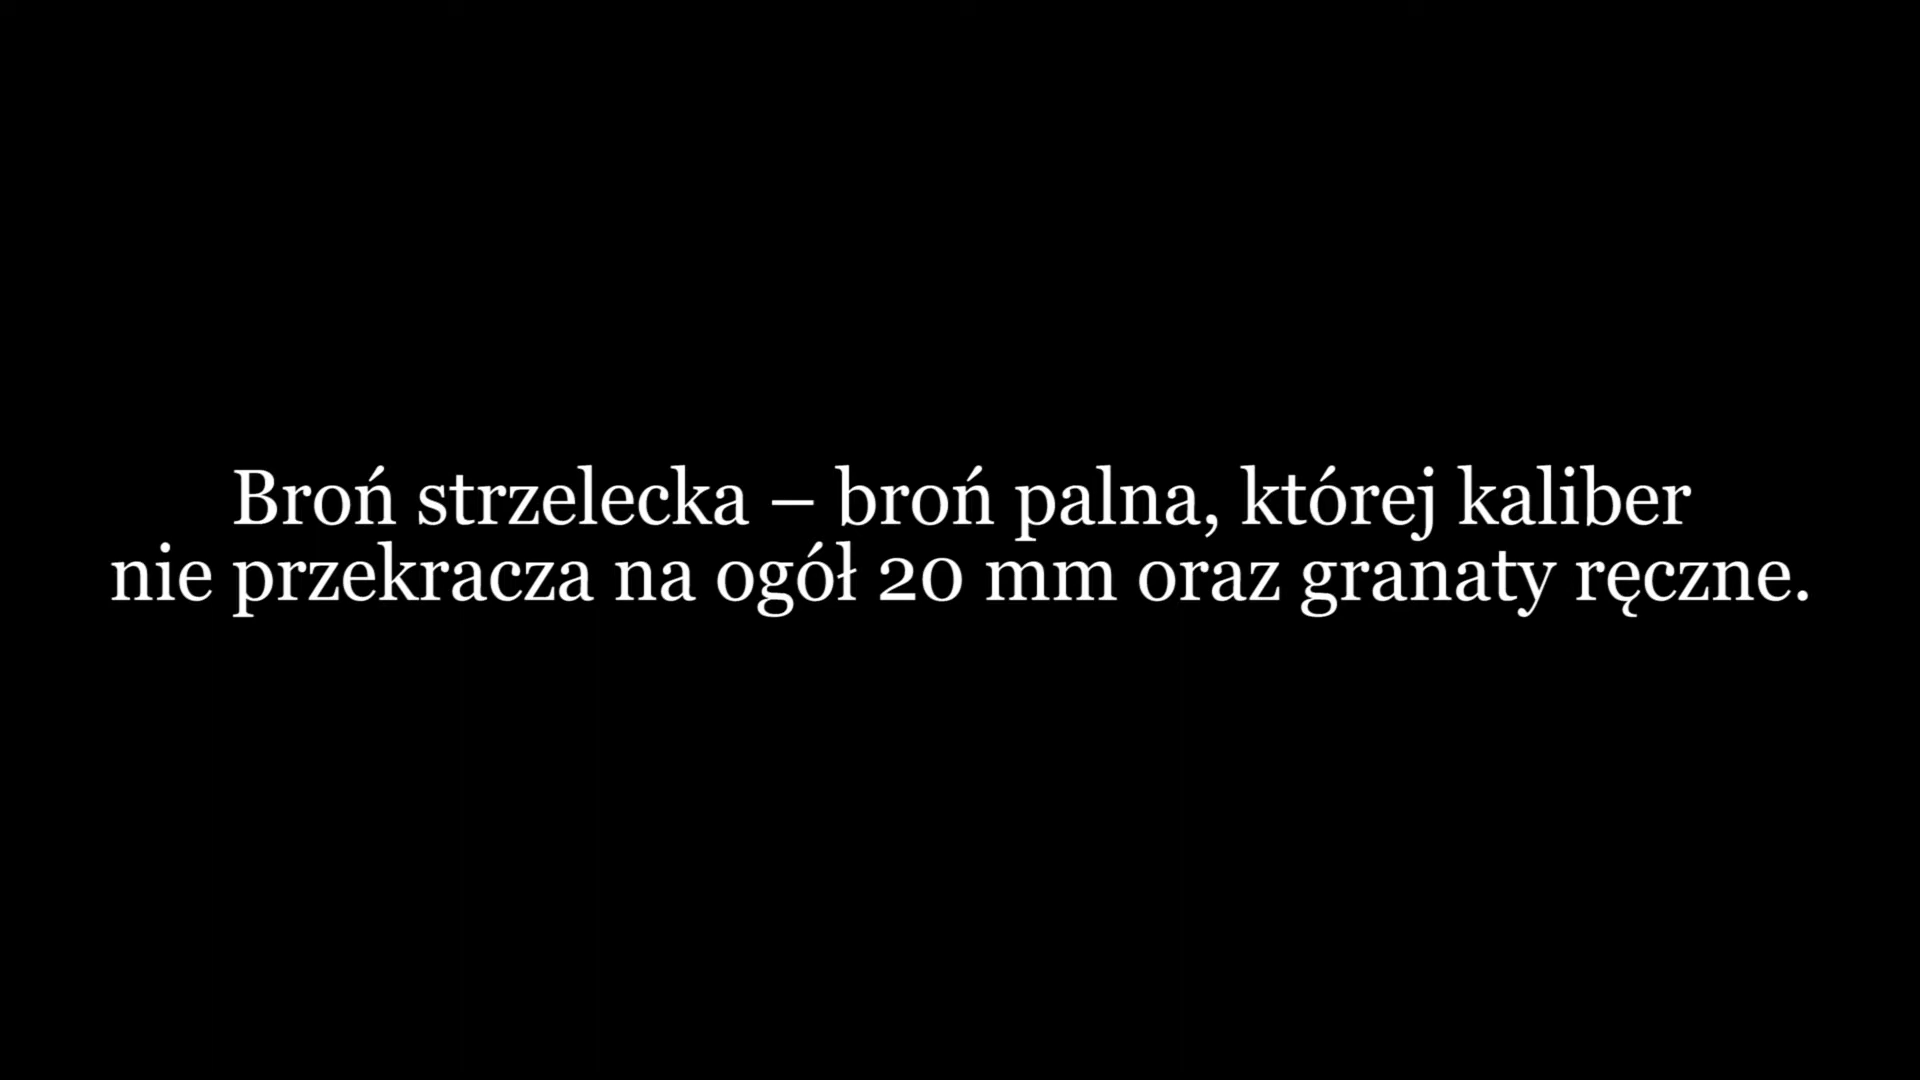 Broń strzelecka – broń palna, której kaliber
nie przekracza na ogół 20 mm oraz granaty ręczne.